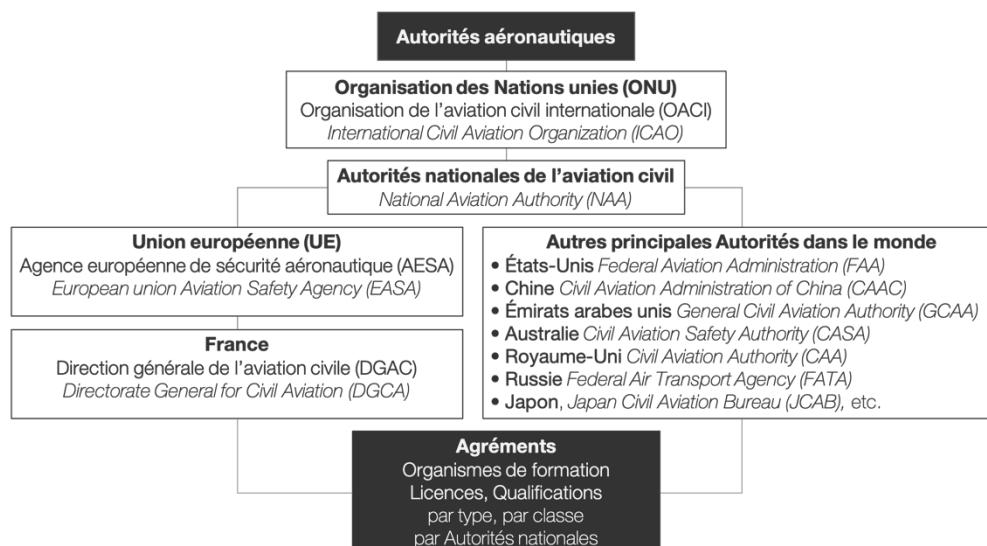 Autorités aéronautiques
Organisation des Nations unies (ONU)
Organisation de l'aviation civil internationale (OACI)
International Civil Aviation Organization (ICAO)
Autorités nationales de l'aviation civil
National Aviation Authority (NAA)
Union européenne (UE)
Agence européenne de sécurité aéronautique (AESA)
European union Aviation Safety Agency (EASA)
France
Direction générale de l'aviation civile (DGAC)
Directorate General for Civil Aviation (DGCA)
Autres principales Autorités dans le monde
• États-Unis Federal Aviation Administration (FAA)
• Chine Civil Aviation Administration of China (CAAC)
• Émirats arabes unis General Civil Aviation Authority (GCAA)
• Australie Civil Aviation Safety Authority (CASA)
• Royaume-Uni Civil Aviation Authority (CAA)
• Russie Federal Air Transport Agency (FATA)
• Japon, Japan Civil Aviation Bureau (JCAB), etc.
Agréments
Organismes de formation
Licences, Qualifications
par type, par classe
par Autorités nationales